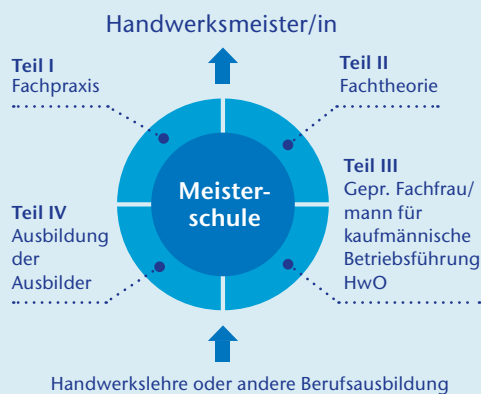 Handwerksmeister/in
Teil I
Fachpraxis
Teil II
Fachtheorie
Meister-
schule
Teil III
Gepr. Fachfrau/
mann für
kaufmännische
Betriebsführung
HwO
Teil IV
Ausbildung
der
Ausbilder
Handwerkslehre oder andere Berufsausbildung